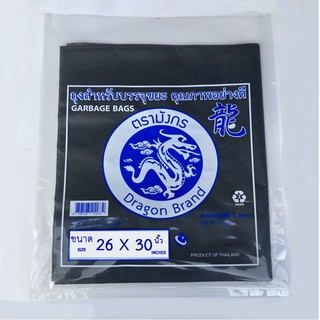 ถุงสำหรับบรรจุขยะ คุณภาพอย่างดี
GARBAGE BAGS
龍
ตรามังกร
Dragon Brand
ขนาด
SIZE
26 X 30 นิ้ว
INCHES
PRODUCT OF THAILAND